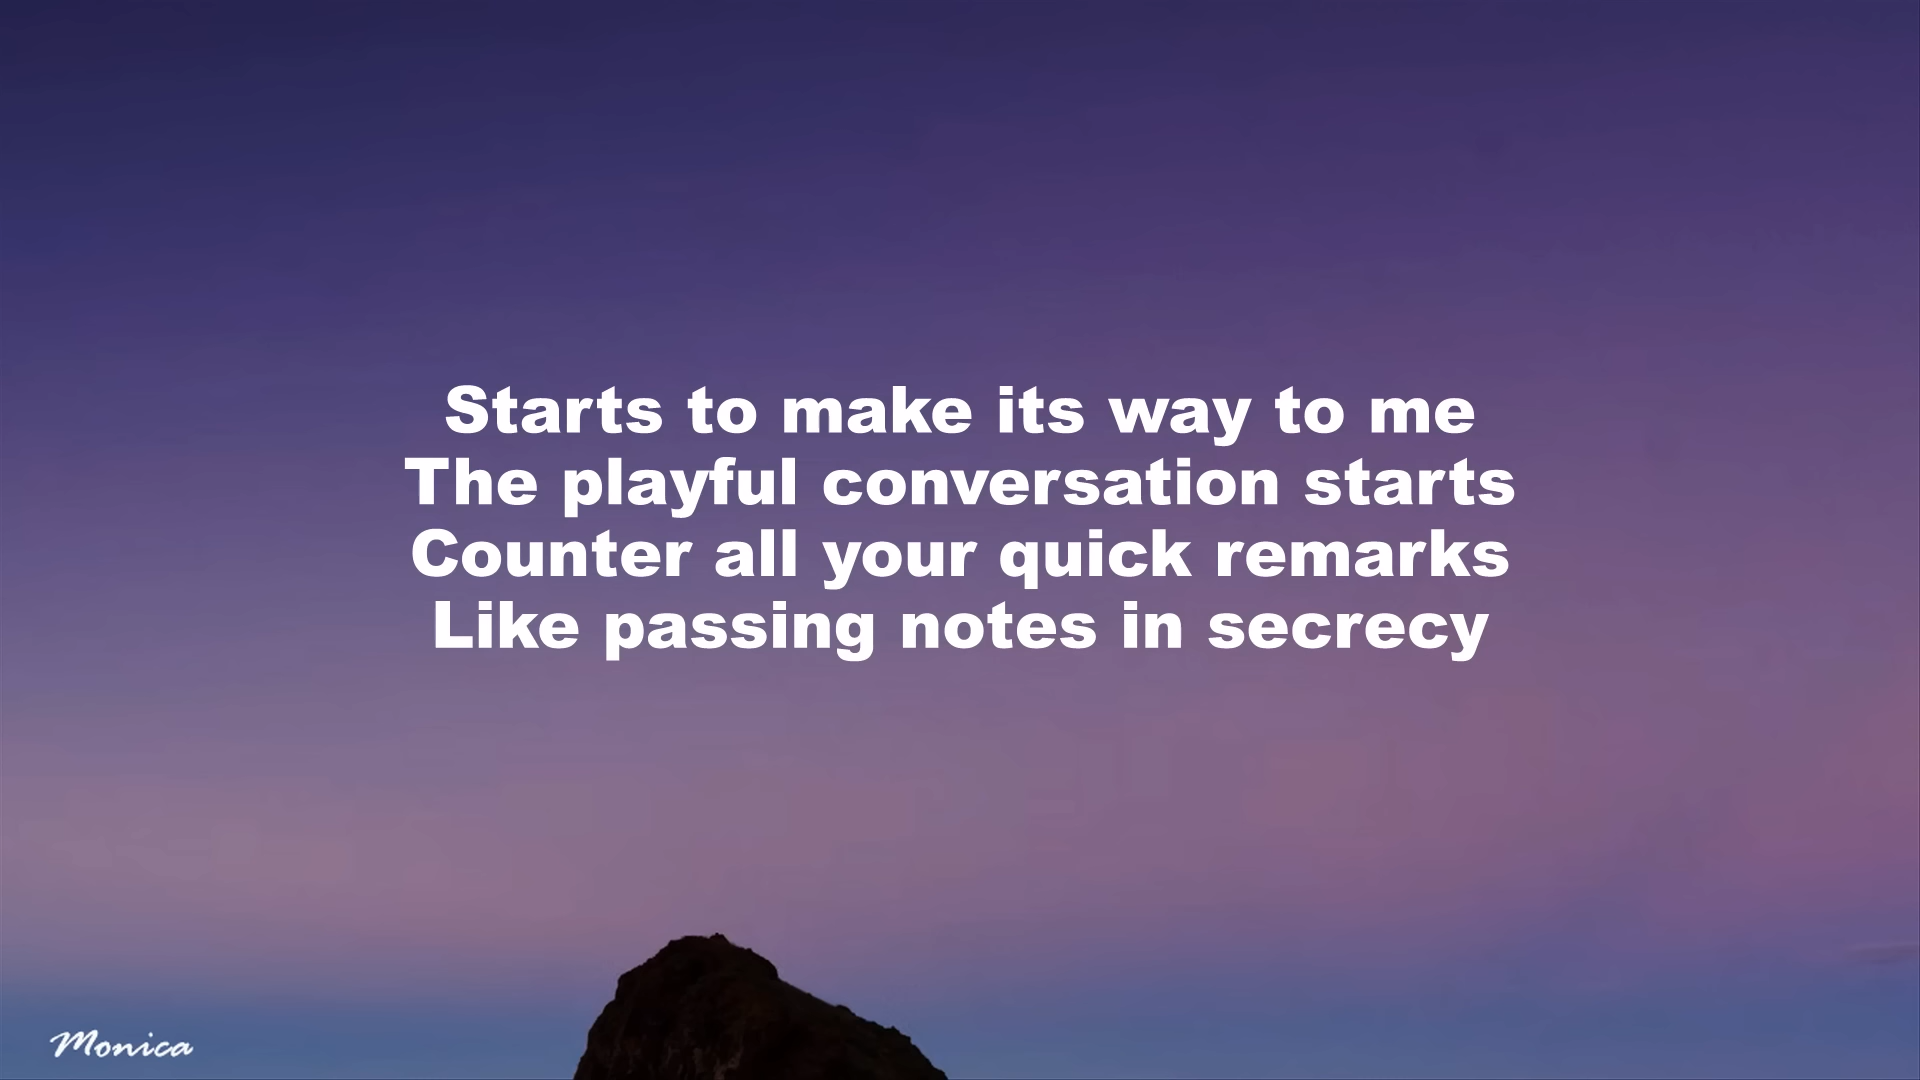 Starts to make its way to me
The playful conversation starts
Counter all your quick remarks
Like passing notes in secrecy
Monica